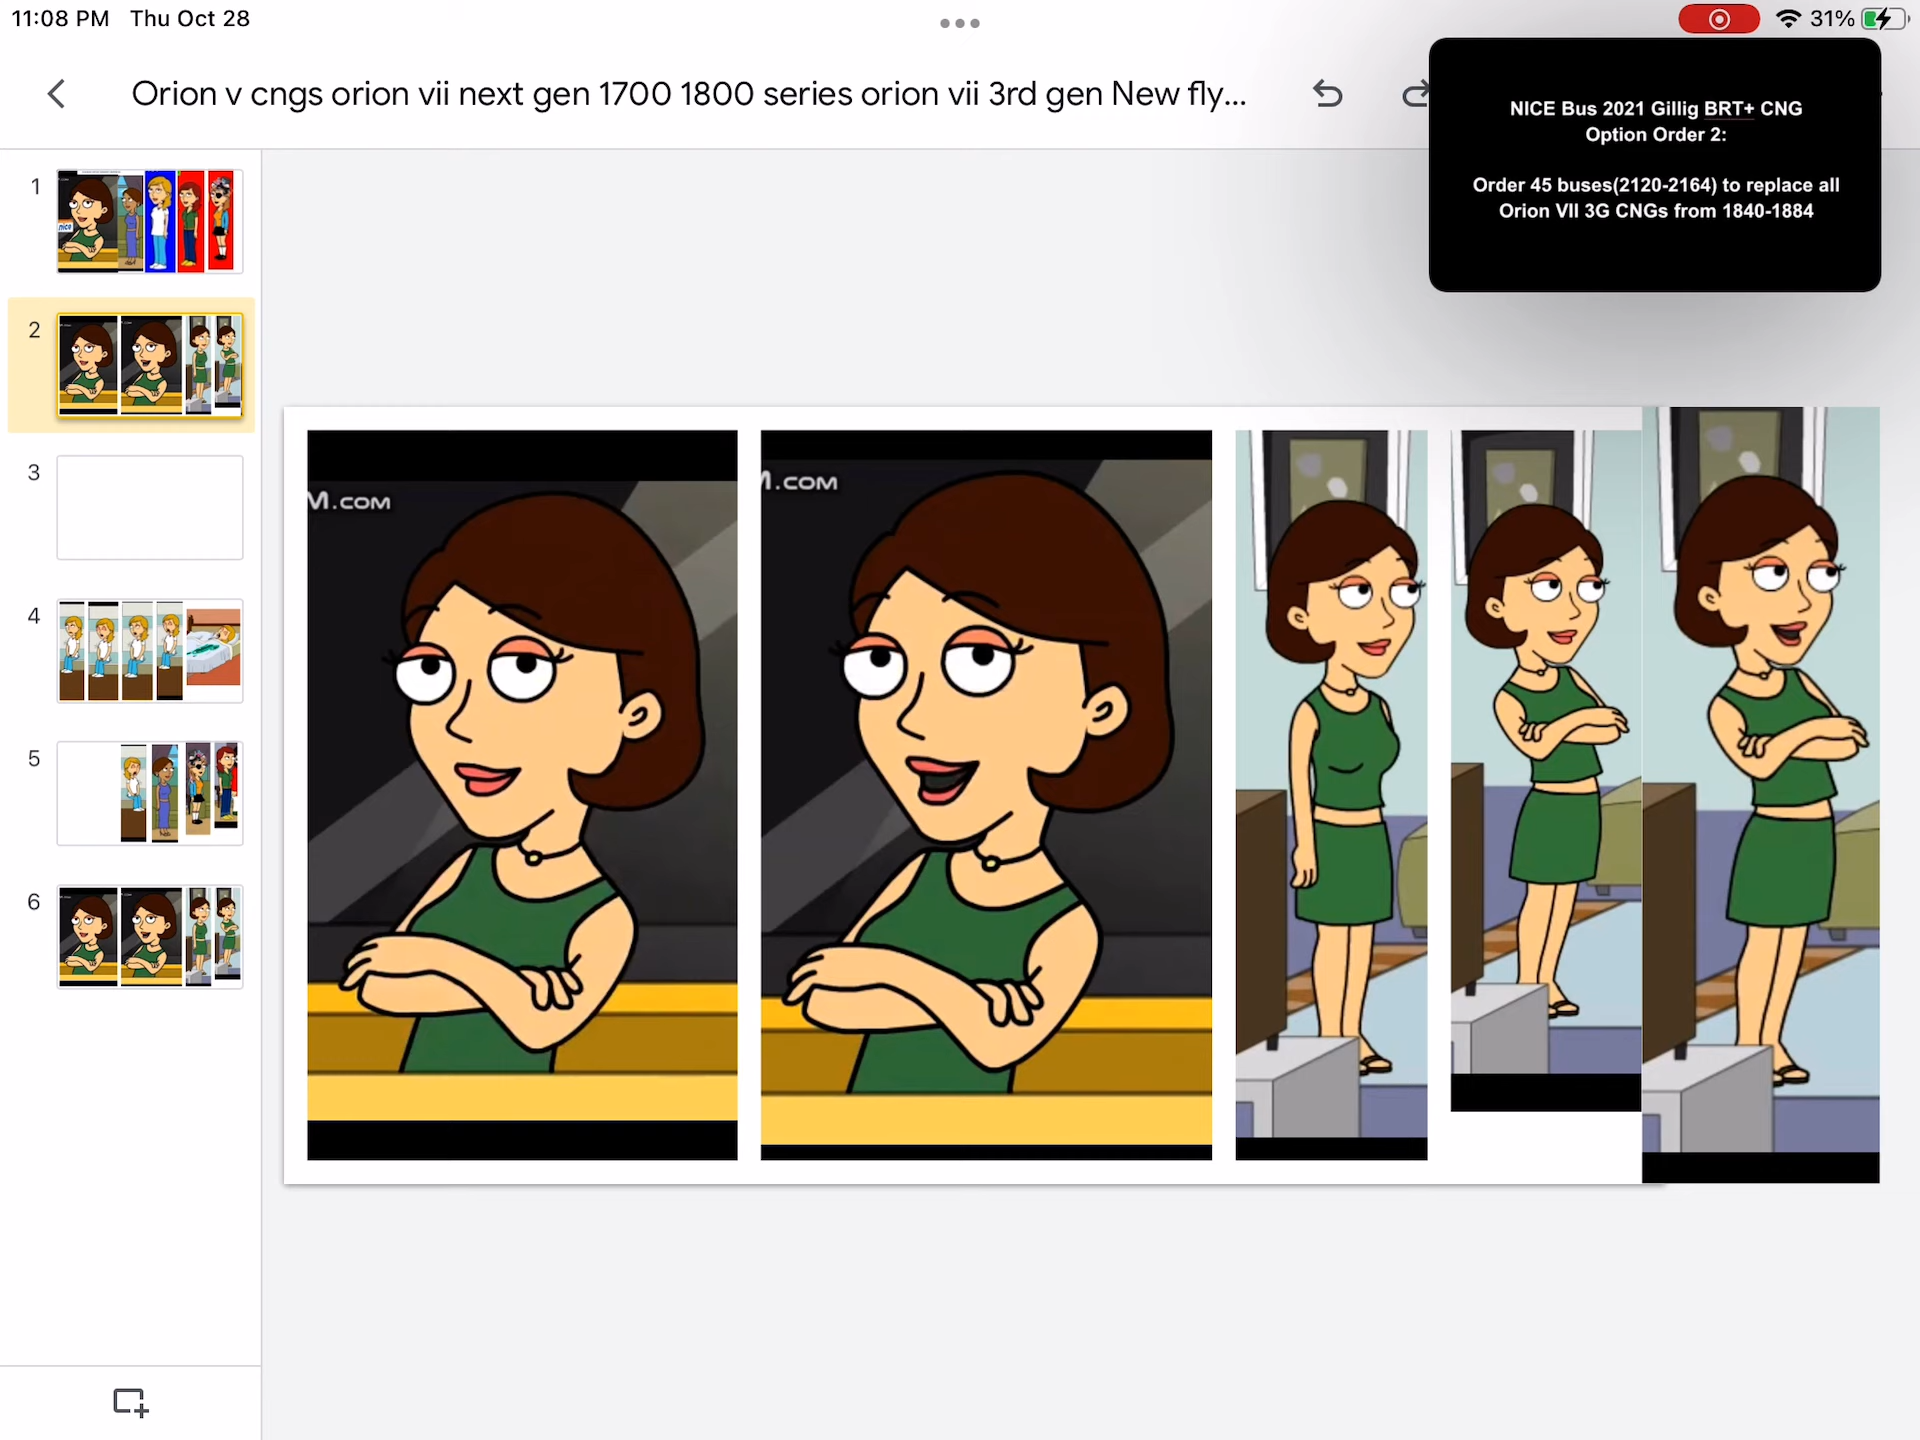 11:08 PM Thu Oct 28
31%
Orion v cngs orion vii next gen 1700 1800 series orion vii 3rd gen New fly...
NICE Bus 2021 Gillig BRT+ CNG
Option Order 2:
Order 45 buses(2120-2164) to replace all
Orion VII 3G CNGs from 1840-1884
1
nice
2
3
4
5
6
M.COM
M.COM